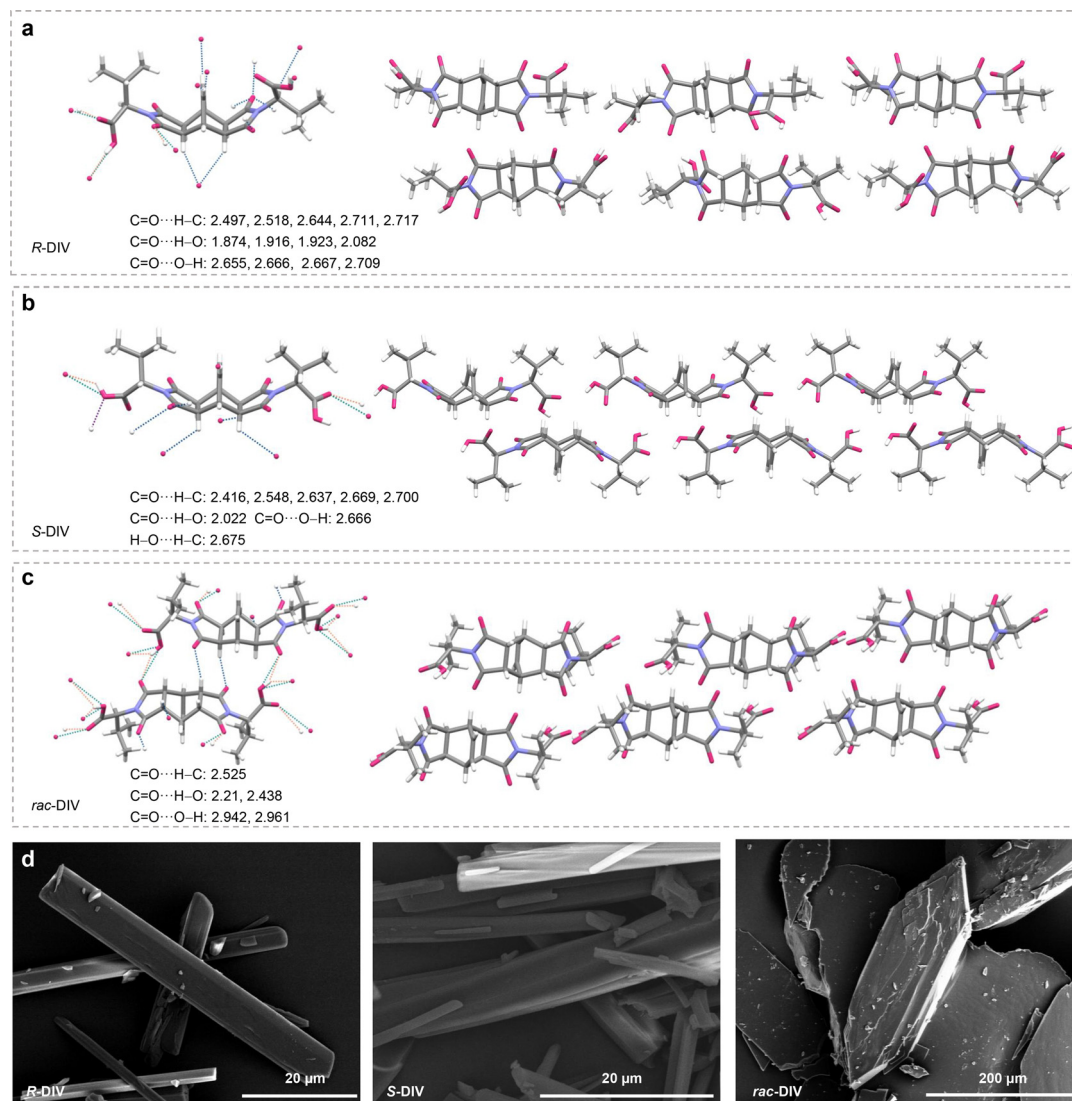 a
C=O···H–C: 2.497, 2.518, 2.644, 2.711, 2.717
R-DIV
C=O···H–O: 1.874, 1.916, 1.923, 2.082
C=O···O–H: 2.655, 2.666, 2.667, 2.709
b
C=O···H–C: 2.416, 2.548, 2.637, 2.669, 2.700
C=O···H–O: 2.022 C=O···O–H: 2.666
S-DIV
H–O···H–C: 2.675
c
C=O···H–C: 2.525
C=O···H–O: 2.21, 2.438
rac-DIV
C=O···O–H: 2.942, 2.961
d
R-DIV
20 μm
S-DIV
20 μm
rac-DIV
200 μm